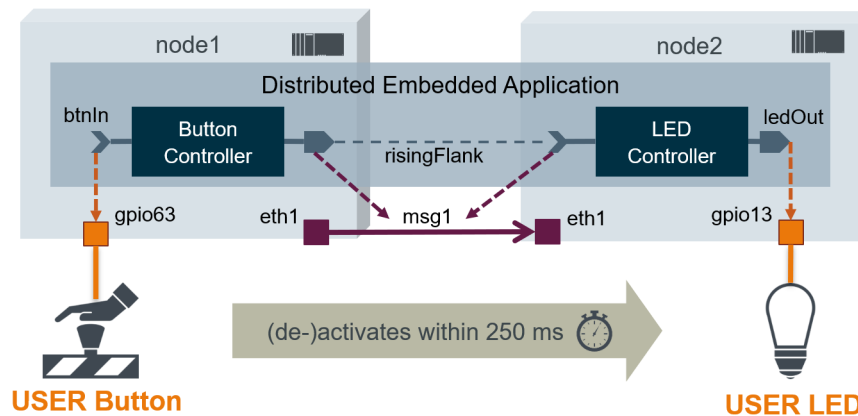 node1
node2
Distributed Embedded Application
btnIn
Button
Controller
risingFlank
LED
Controller
ledOut
gpio63
eth1
msg1
eth1
gpio13
(de-)activates within 250 ms
USER Button
USER LED